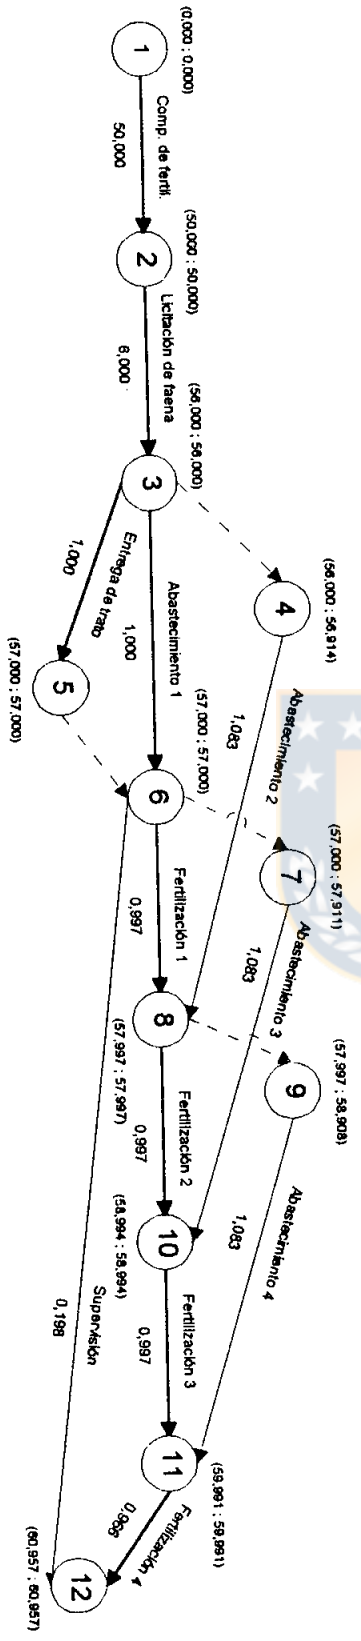 (0,000 ; 0,000)
1
Comp. de fertil.
50,000
(50,000 ; 50,000)
2
Licitación de faena
6,000
(56,000 ; 56,000)
3
(56,000 ; 56,914)
4
Entrega de trato
1,000
(57,000 ; 57,000)
5
Abastecimiento 1
1,000
(57,000 ; 57,000)
6
Abastecimiento 2
1,083
(57,000 ; 57,911)
7
Fertilización 1
0,997
8
(57,997 ; 57,997)
Abastecimiento 3
1,083
(57,997 ; 58,908)
9
Fertilización 2
0,997
10
(58,994 ; 58,994)
Abastecimiento 4
1,083
Fertilización 3
0,997
Supervisión
0,198
11
(59,991 ; 59,991)
Fertilización 4
0,966
12
(60,957 ; 60,957)